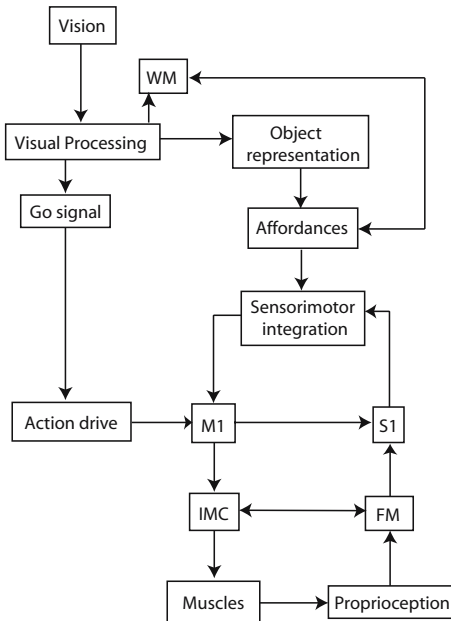 Vision
WM
Visual Processing
Object
representation
Go signal
Affordances
Sensorimotor
integration
Action drive
M1
S1
IMC
FM
Muscles
Proprioception